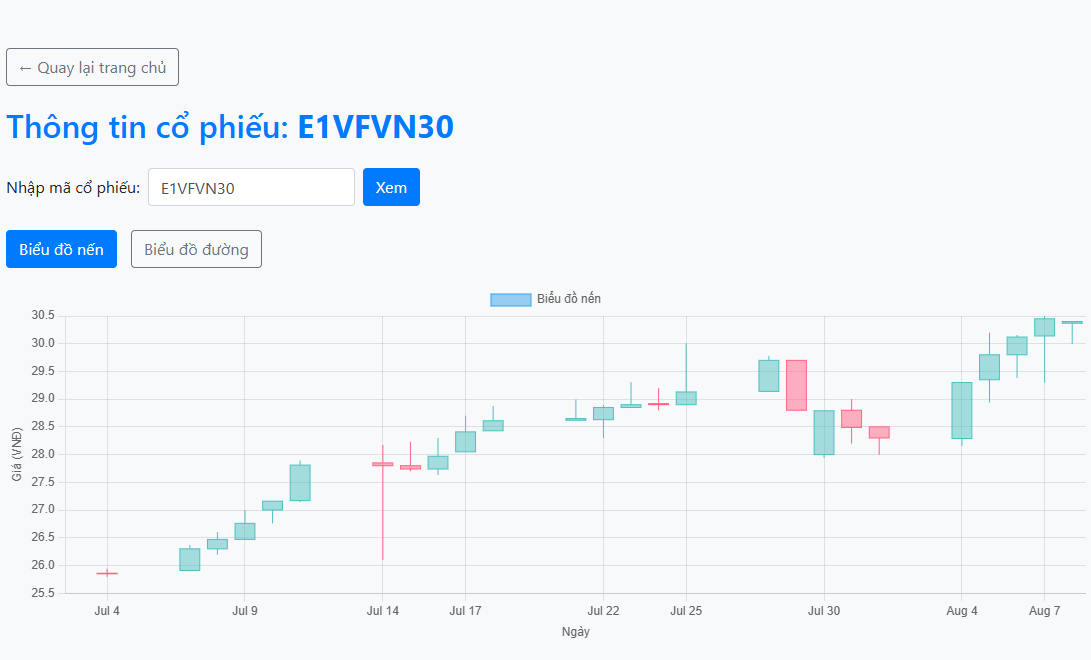 ← Quay lại trang chủ
Thông tin cổ phiếu: E1VFVN30
Nhập mã cổ phiếu: E1VFVN30 Xem
Biểu đồ nến Biểu đồ đường
Biểu đồ nến
30.5
30.0
29.5
29.0
28.5
28.0
27.5
27.0
26.5
26.0
25.5
Giá (VNĐ)
Jul 4 Jul 9 Jul 14 Jul 17 Jul 22 Jul 25 Jul 30 Aug 4 Aug 7
Ngày